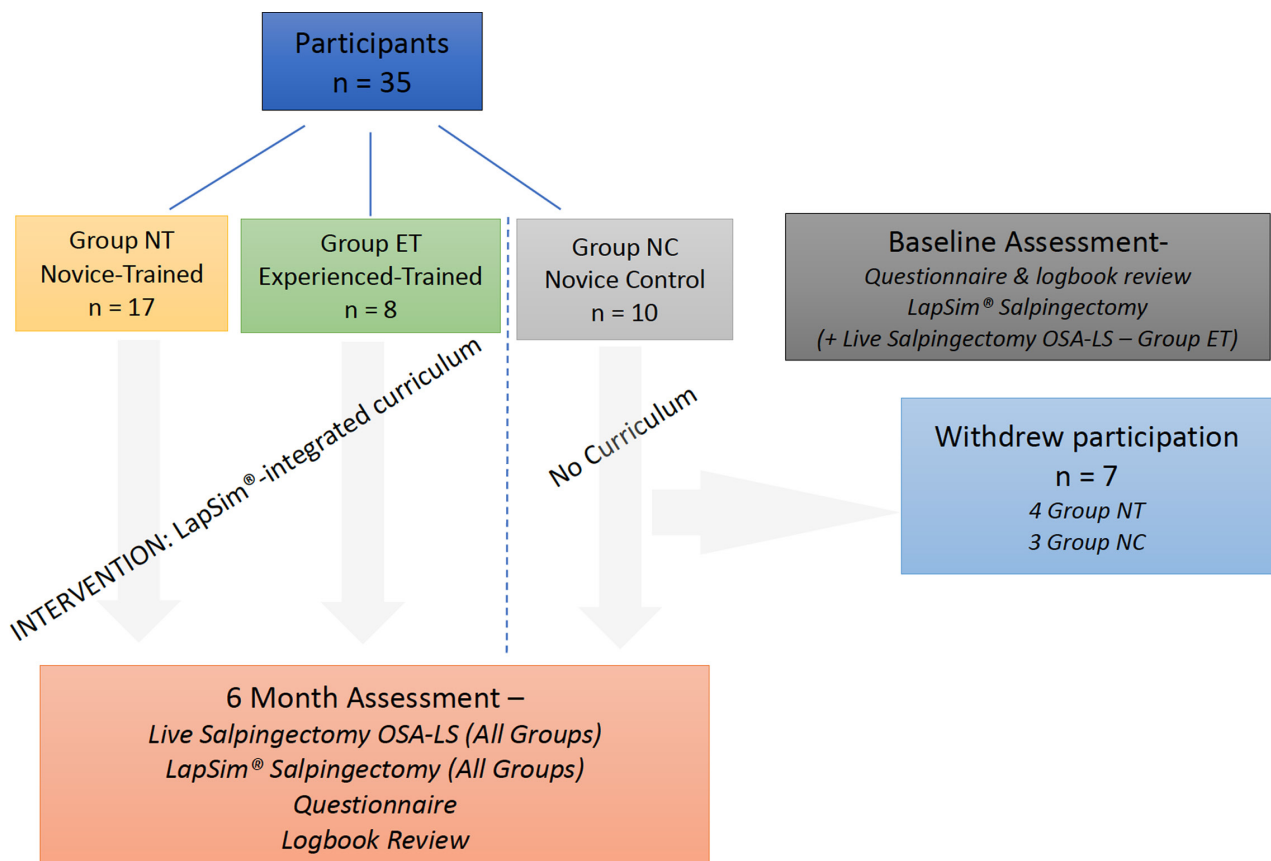 Participants
n = 35
Group NT
Novice-Trained
n = 17
Group ET
Experienced-Trained
n = 8
Group NC
Novice Control
n = 10
Baseline Assessment-
Questionnaire & logbook review
LapSim® Salpingectomy
(+ Live Salpingectomy OSA-LS – Group ET)
INTERVENTION: LapSim®-integrated curriculum
No Curriculum
Withdrew participation
n = 7
4 Group NT
3 Group NC
6 Month Assessment –
Live Salpingectomy OSA-LS (All Groups)
LapSim® Salpingectomy (All Groups)
Questionnaire
Logbook Review